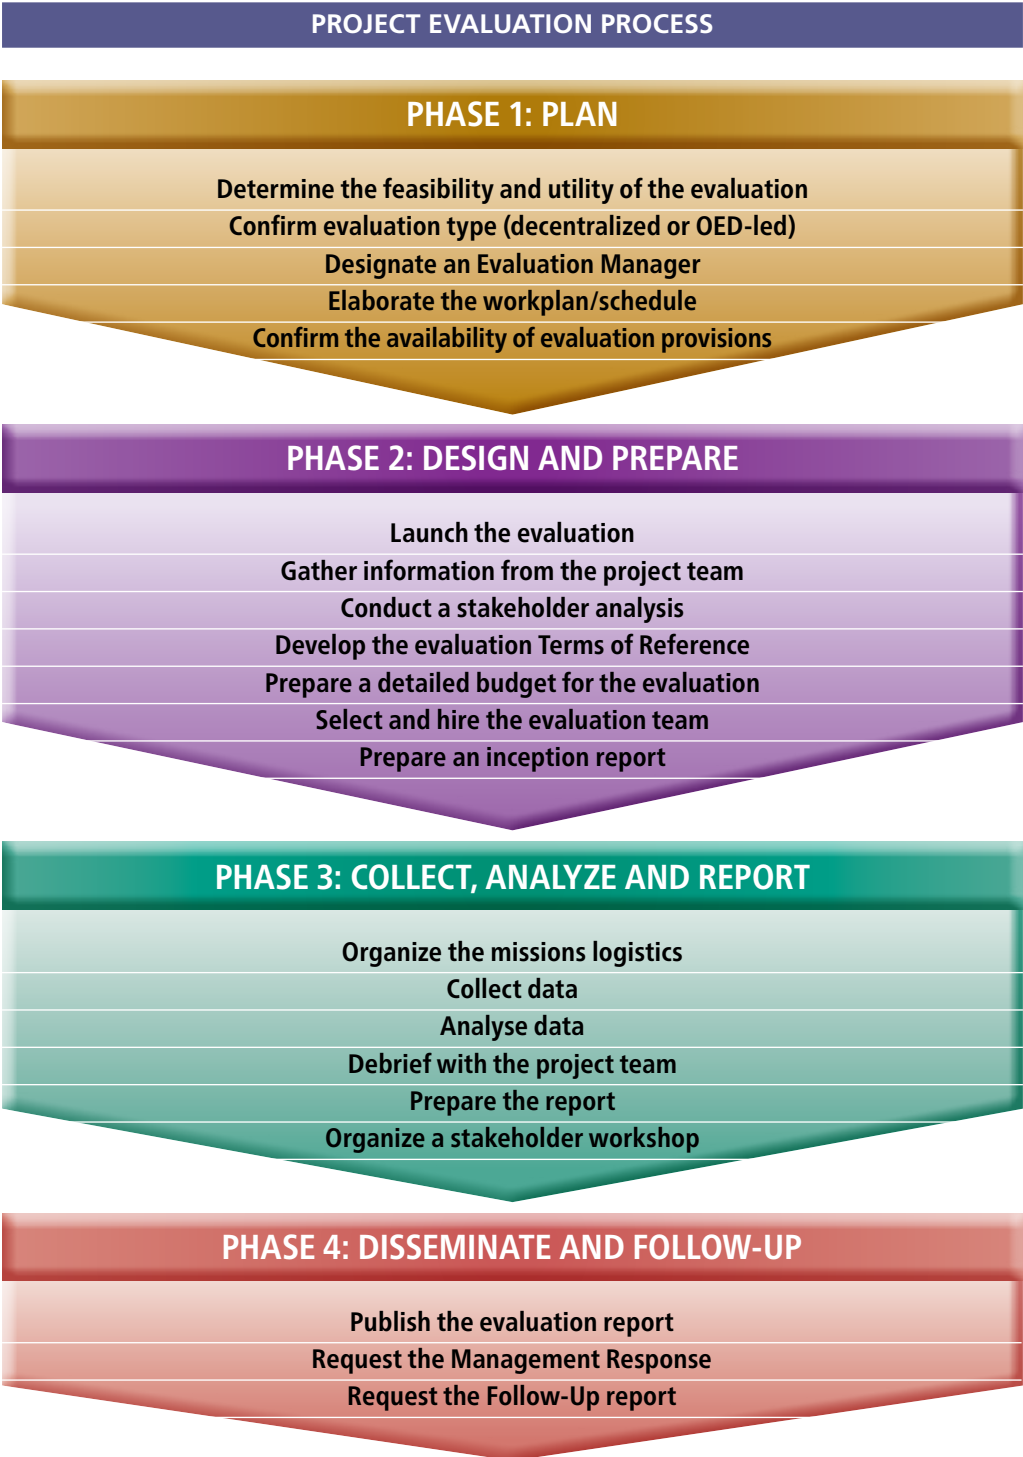 PROJECT EVALUATION PROCESS
PHASE 1: PLAN
Determine the feasibility and utility of the evaluation
Confirm evaluation type (decentralized or OED-led)
Designate an Evaluation Manager
Elaborate the workplan/schedule
Confirm the availability of evaluation provisions
PHASE 2: DESIGN AND PREPARE
Launch the evaluation
Gather information from the project team
Conduct a stakeholder analysis
Develop the evaluation Terms of Reference
Prepare a detailed budget for the evaluation
Select and hire the evaluation team
Prepare an inception report
PHASE 3: COLLECT, ANALYZE AND REPORT
Organize the missions logistics
Collect data
Analyse data
Debrief with the project team
Prepare the report
Organize a stakeholder workshop
PHASE 4: DISSEMINATE AND FOLLOW-UP
Publish the evaluation report
Request the Management Response
Request the Follow-Up report